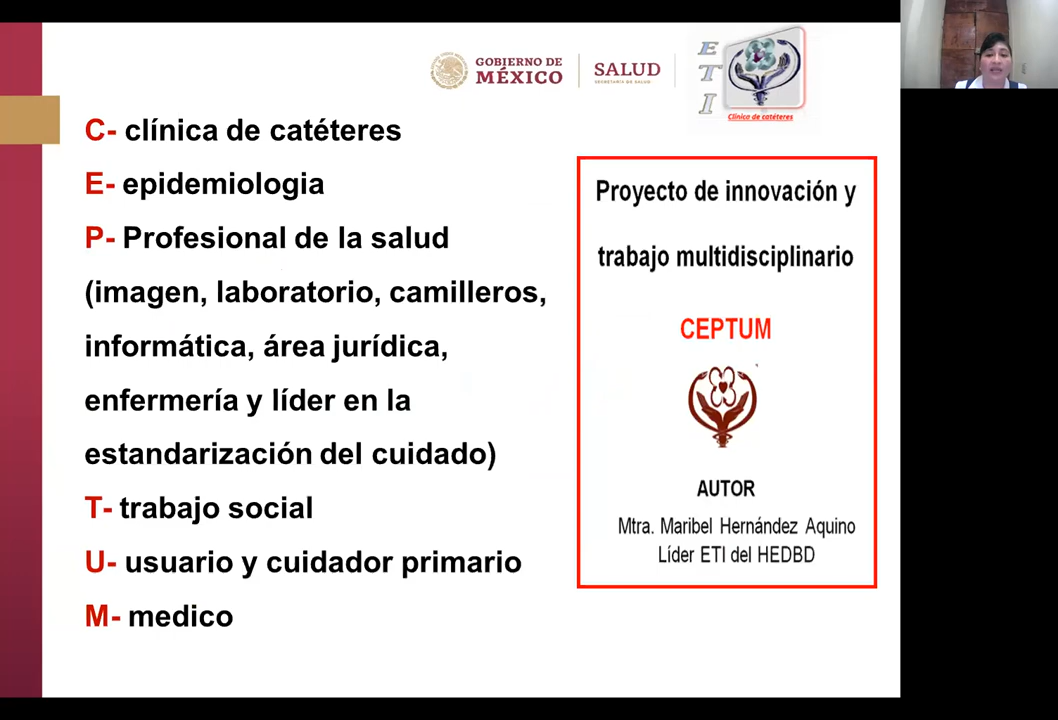 GOBIERNO DE
MÉXICO
SALUD
SECRETARÍA DE SALUD
ETI
Clínica de catéteres
C- clínica de catéteres
E- epidemiologia
P- Profesional de la salud
(imagen, laboratorio, camilleros,
informática, área jurídica,
enfermería y líder en la
estandarización del cuidado)
T- trabajo social
U- usuario y cuidador primario
M- medico
Proyecto de innovación y
trabajo multidisciplinario
CEPTUM
AUTOR
Mtra. Maribel Hernández Aquino
Líder ETI del HEDBD